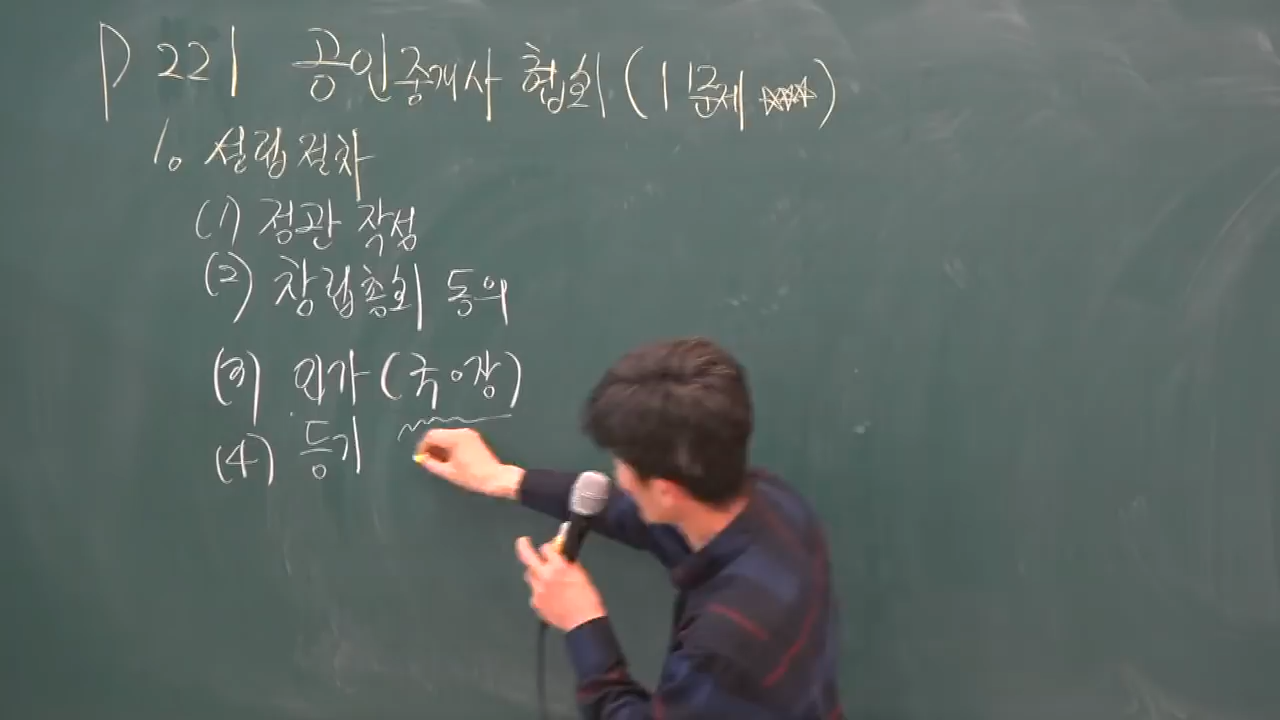 P 221 공인중개사 협회 (1문제 ☆☆☆)
1. 설립절차
(1) 정관 작성
(2) 창립총회 동의
(3) 인가 (국•장)
(4) 등기